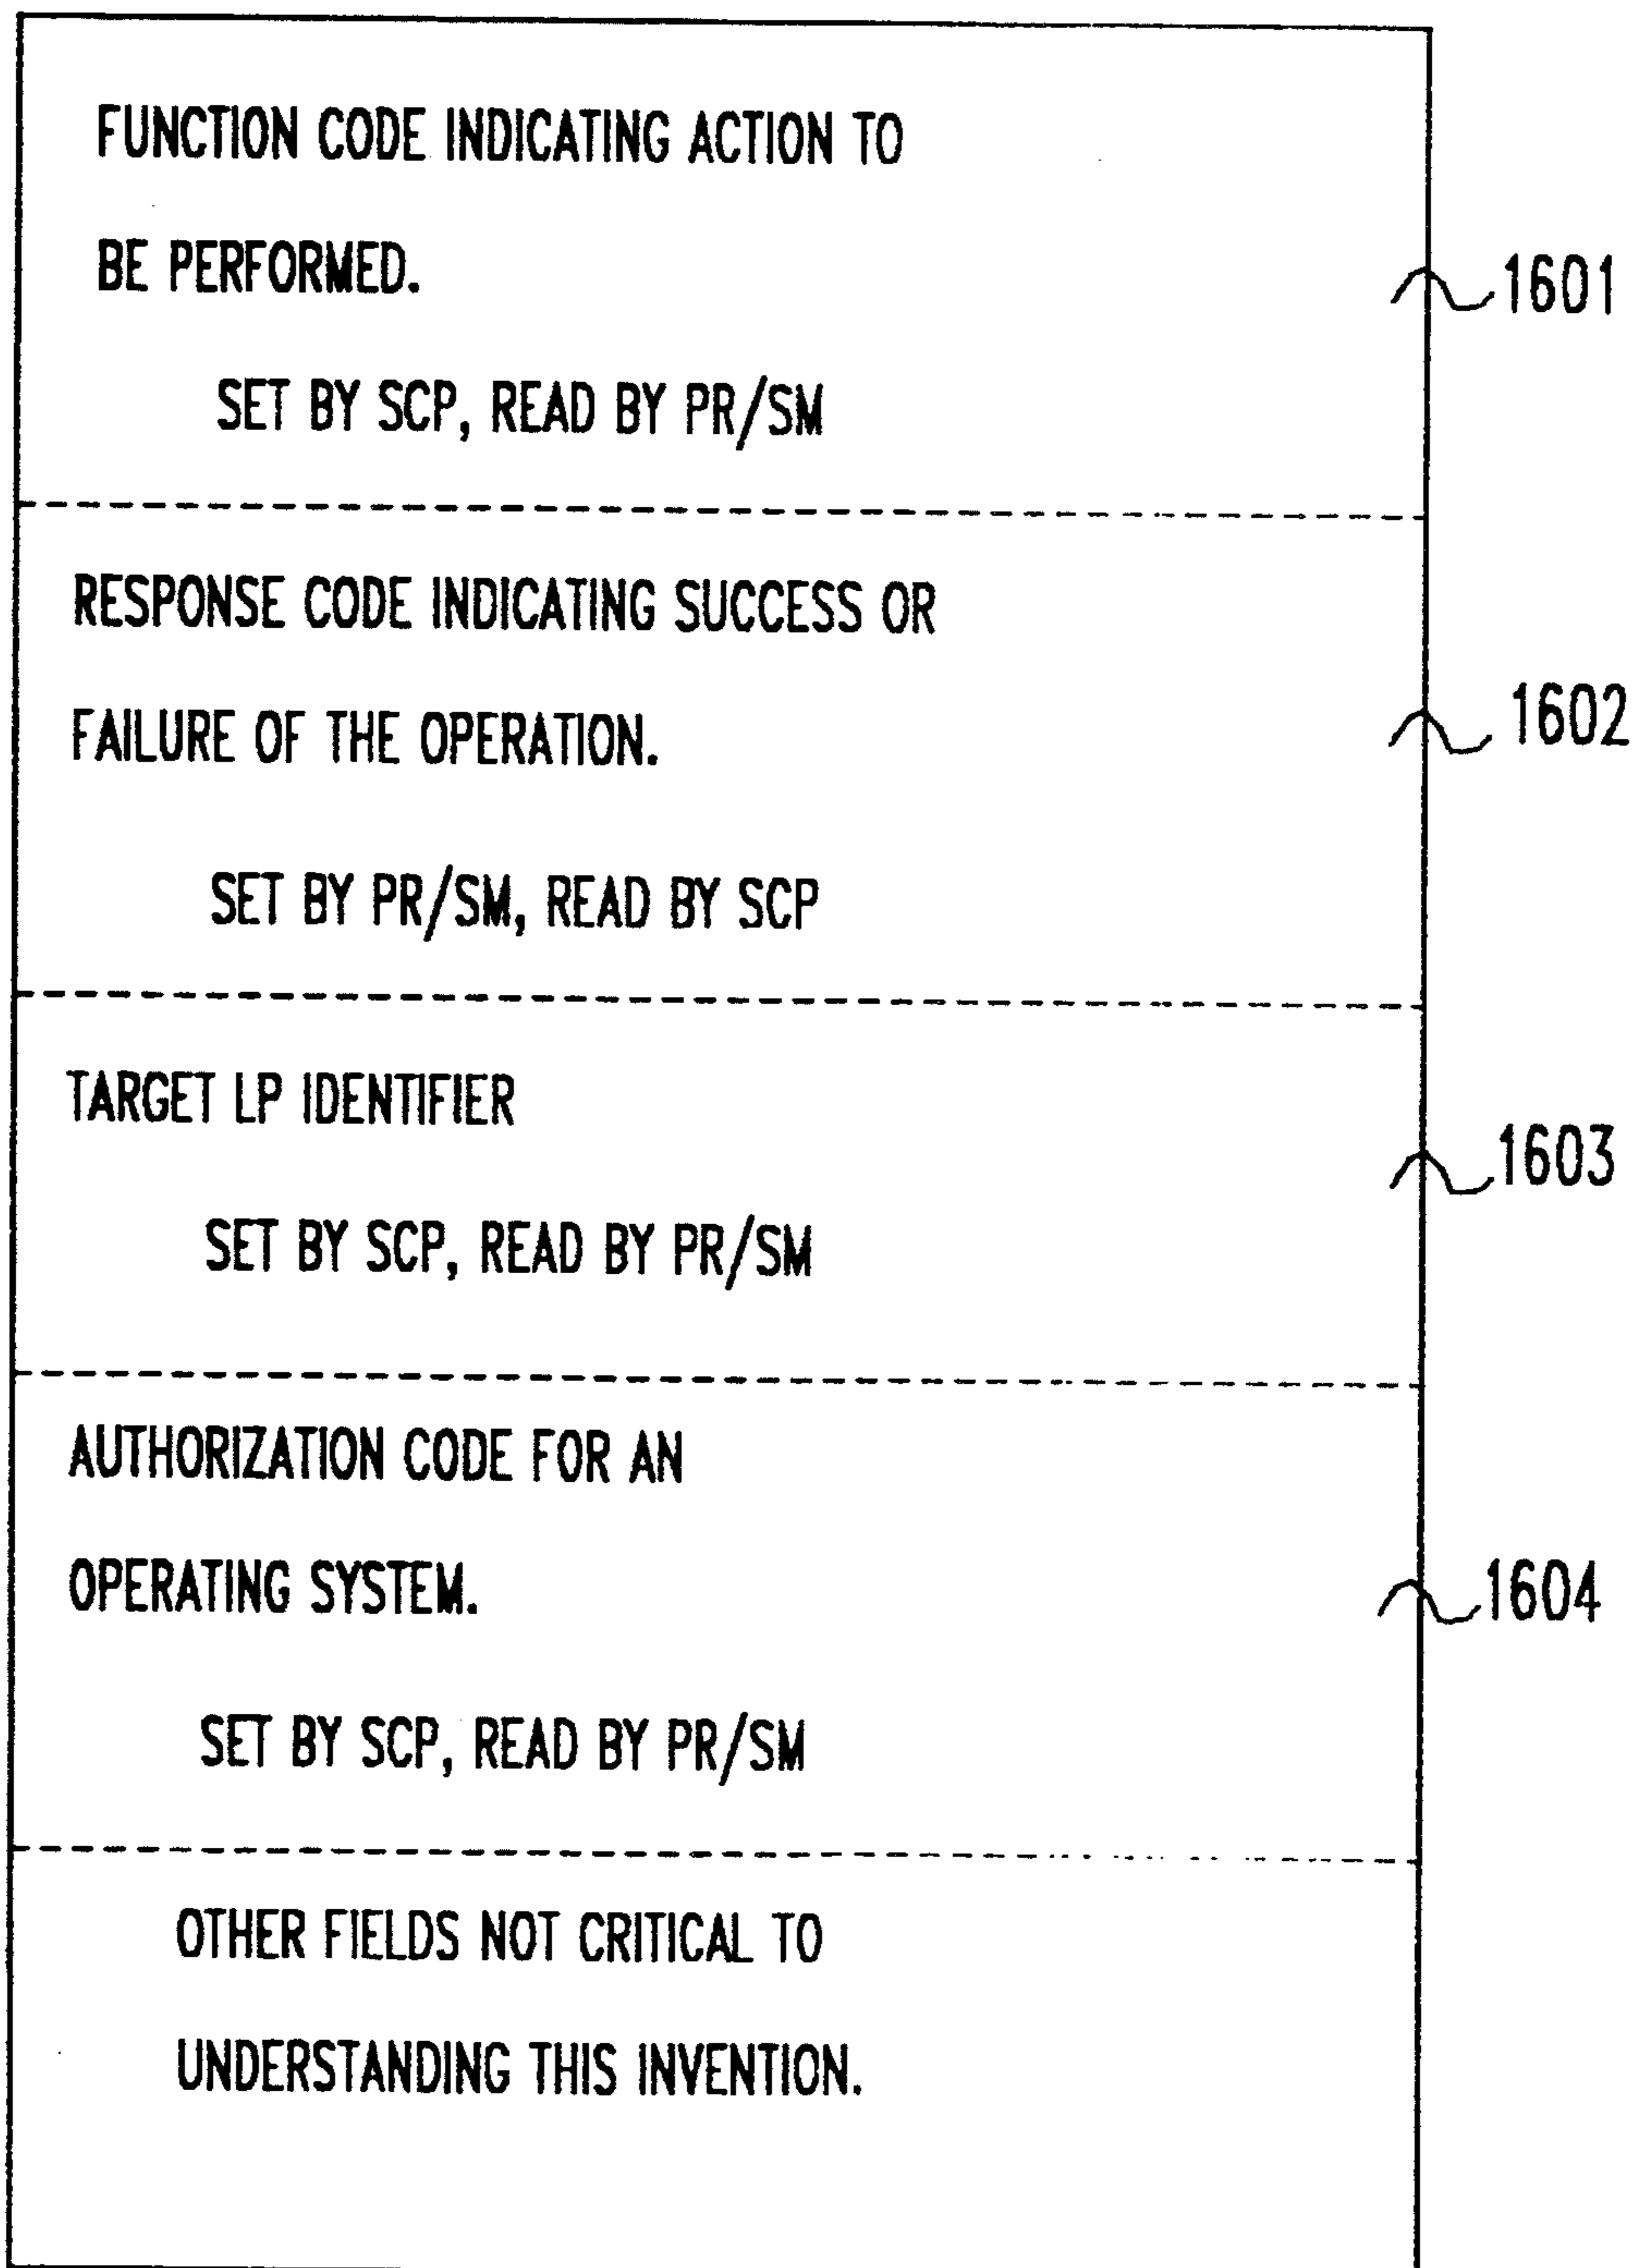 FUNCTION CODE INDICATING ACTION TO
BE PERFORMED.
1601
SET BY SCP, READ BY PR/SM
RESPONSE CODE INDICATING SUCCESS OR
FAILURE OF THE OPERATION.
1602
SET BY PR/SM, READ BY SCP
TARGET LP IDENTIFIER
1603
SET BY SCP, READ BY PR/SM
AUTHORIZATION CODE FOR AN
OPERATING SYSTEM.
1604
SET BY SCP, READ BY PR/SM
OTHER FIELDS NOT CRITICAL TO
UNDERSTANDING THIS INVENTION.